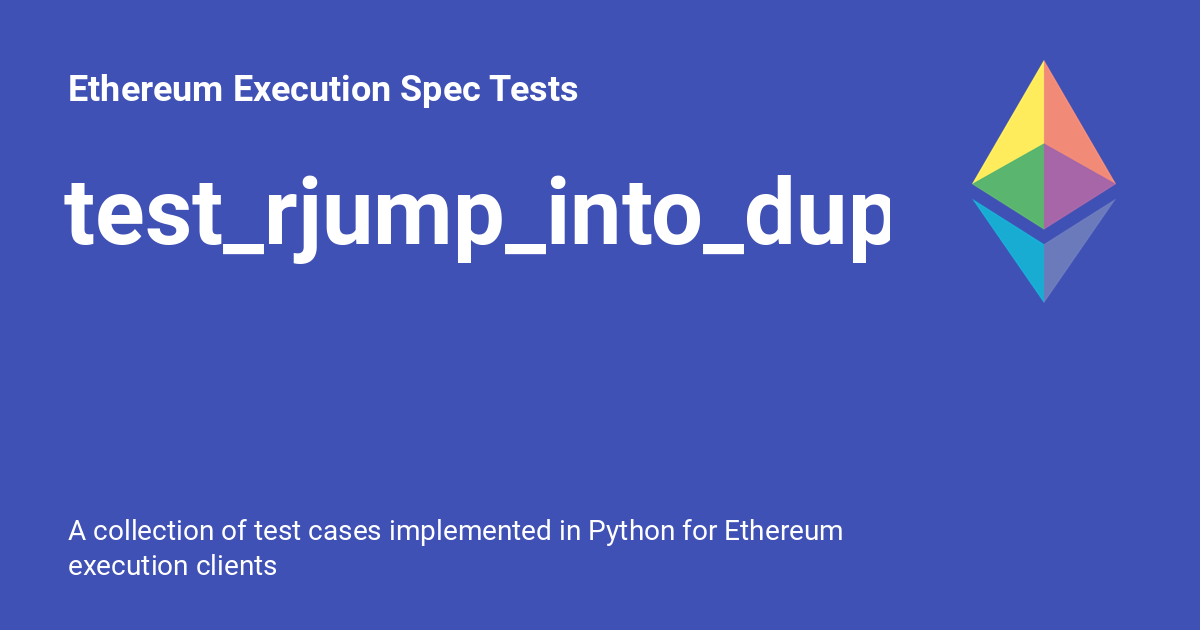 Ethereum Execution Spec Tests
test_rjump_into_dup
A collection of test cases implemented in Python for Ethereum
execution clients